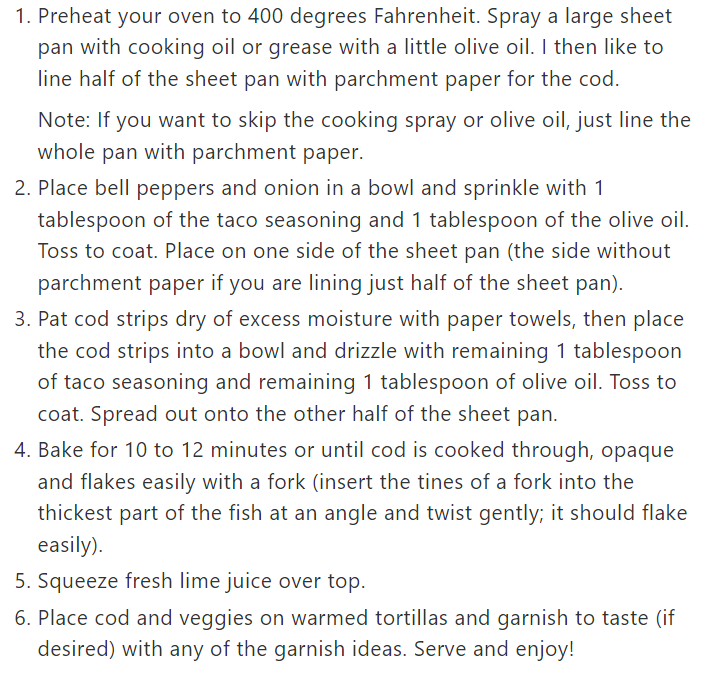 1. Preheat your oven to 400 degrees Fahrenheit. Spray a large sheet
pan with cooking oil or grease with a little olive oil. I then like to
line half of the sheet pan with parchment paper for the cod.
Note: If you want to skip the cooking spray or olive oil, just line the
whole pan with parchment paper.
2. Place bell peppers and onion in a bowl and sprinkle with 1
tablespoon of the taco seasoning and 1 tablespoon of the olive oil.
Toss to coat. Place on one side of the sheet pan (the side without
parchment paper if you are lining just half of the sheet pan).
3. Pat cod strips dry of excess moisture with paper towels, then place
the cod strips into a bowl and drizzle with remaining 1 tablespoon
of taco seasoning and remaining 1 tablespoon of olive oil. Toss to
coat. Spread out onto the other half of the sheet pan.
4. Bake for 10 to 12 minutes or until cod is cooked through, opaque
and flakes easily with a fork (insert the tines of a fork into the
thickest part of the fish at an angle and twist gently; it should flake
easily).
5. Squeeze fresh lime juice over top.
6. Place cod and veggies on warmed tortillas and garnish to taste (if
desired) with any of the garnish ideas. Serve and enjoy!